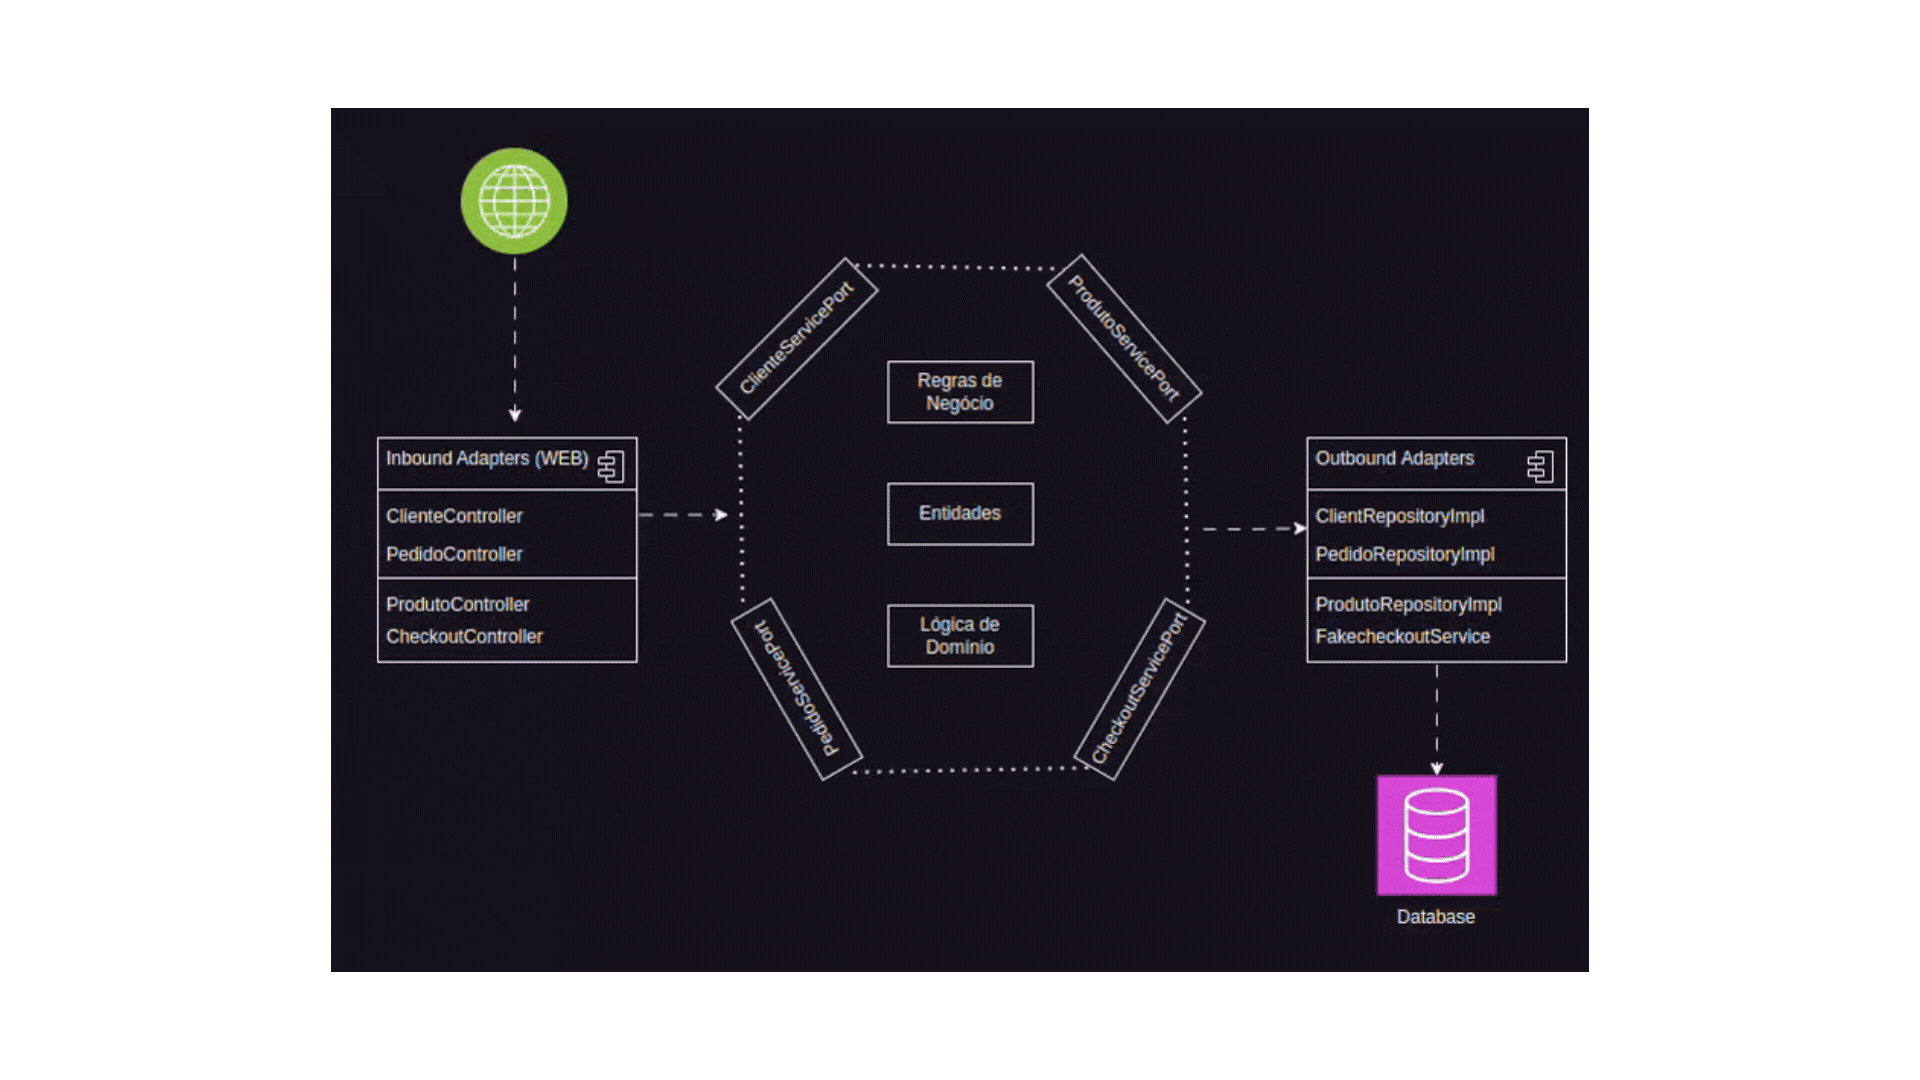 ClienteServicePort
ProdutoServicePort
Regras de
Negócio
Inbound Adapters (WEB)
ClienteController
PedidoController
ProdutoController
CheckoutController
Entidades
Outbound Adapters
ClientRepositoryImpl
PedidoRepositoryImpl
ProdutoRepositoryImpl
FakecheckoutService
Lógica de
Domínio
PedidoServicePort
CheckoutServicePort
Database